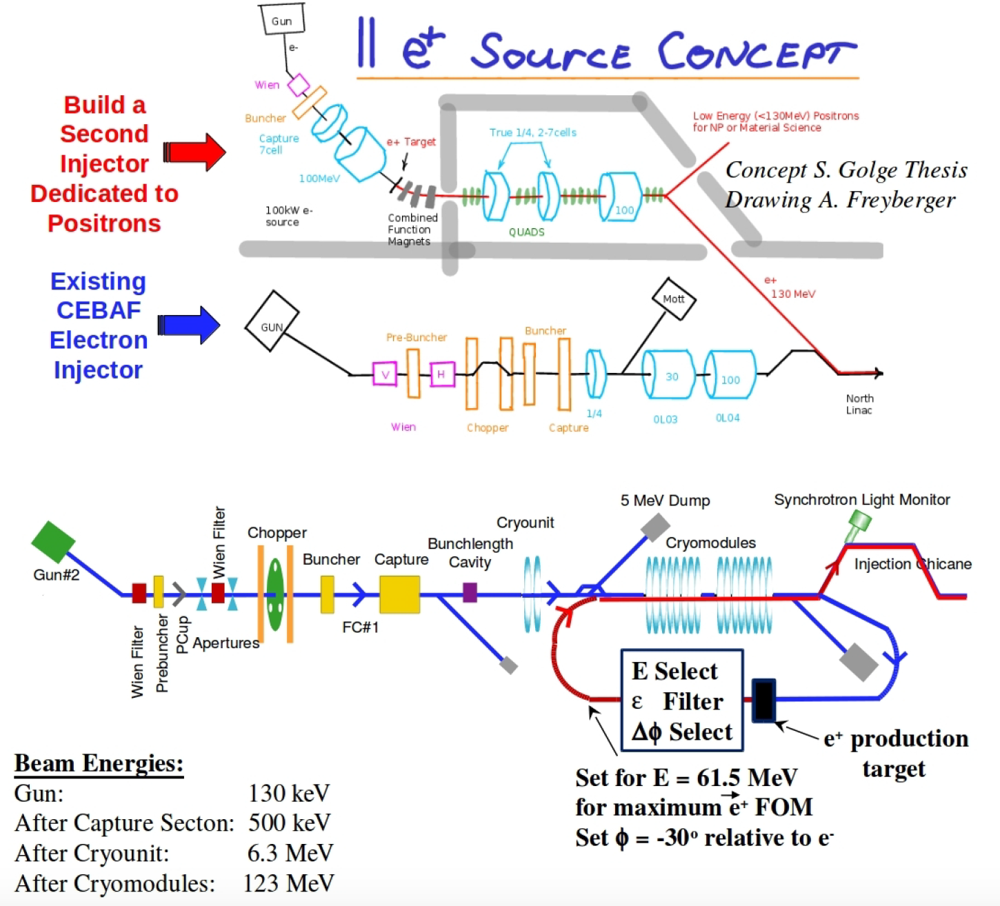 || e+ Source Concept
Gun
e-
Wien
Buncher
Capture
7cell
100MeV
100kW e-
source
e+ Target
Combined
Function
Magnets
True 1/4, 2-7cells
QUADS
100
Low Energy (<130MeV) Positrons
for NP or Material Science
Concept S. Golge Thesis
Drawing A. Freyberger
e+
130 MeV
Build a
Second
Injector
Dedicated to
Positrons
Existing
CEBAF
Electron
Injector
GUN
Pre-Buncher
V
H
Wien
Chopper
Buncher
Capture
1/4
Mott
30
0L03
100
0L04
North
Linac
Gun#2
Wien Filter
Prebuncher
PCup
Apertures
Wien Filter
Chopper
Buncher
FC#1
Capture
Bunchlength
Cavity
Cryounit
5 MeV Dump
Cryomodules
Synchrotron Light Monitor
Injection Chicane
E Select
ε Filter
Δϕ Select
e⁺ production
target
Set for E = 61.5 MeV
for maximum e⃗⁺ FOM
Set ϕ = -30º relative to e⁻
Beam Energies:
Gun: 130 keV
After Capture Secton: 500 keV
After Cryounit: 6.3 MeV
After Cryomodules: 123 MeV